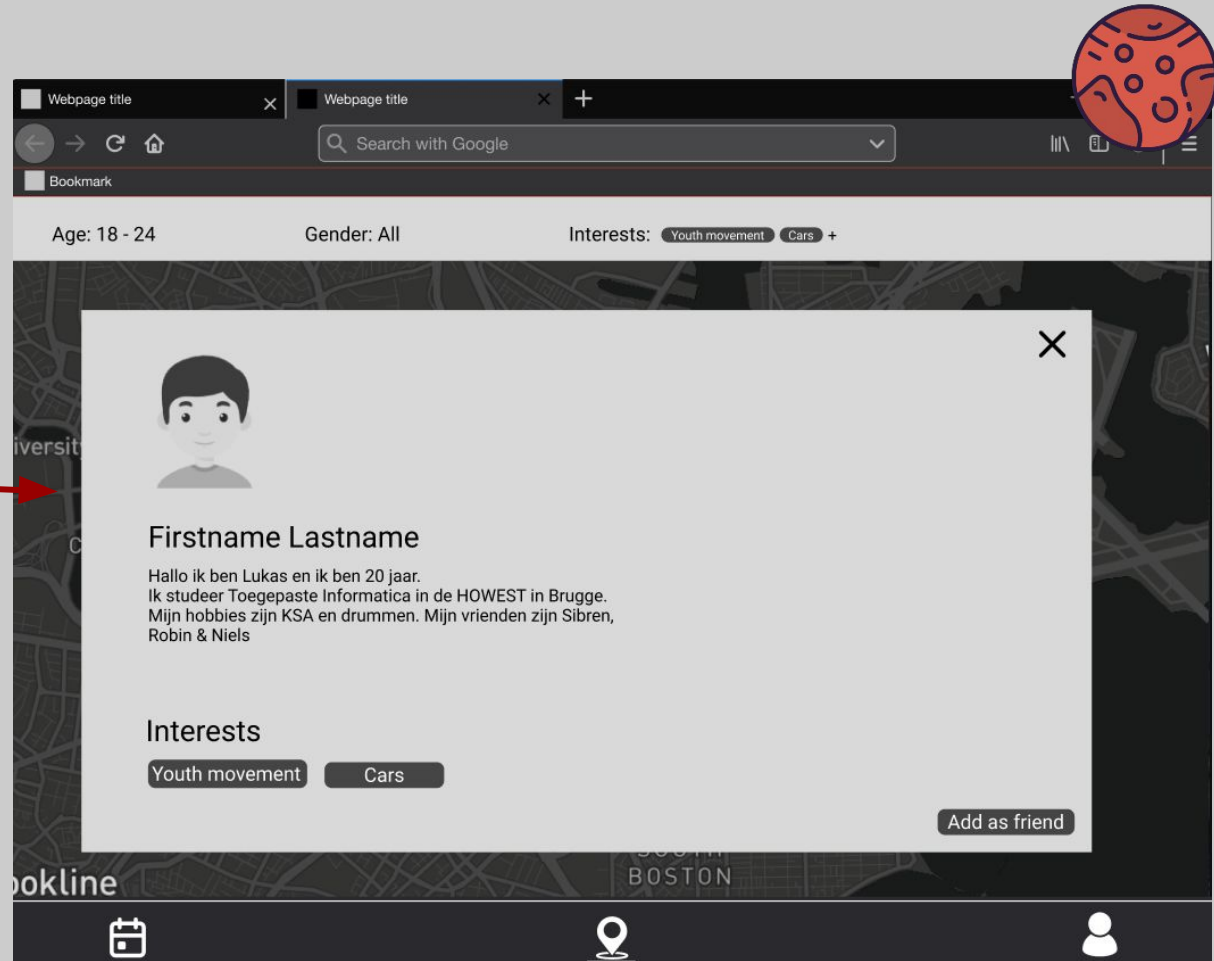 Webpage title
Webpage title
Search with Google
Bookmark
Age: 18 - 24
Gender: All
Interests: Youth movement Cars +
Firstname Lastname
Hallo ik ben Lukas en ik ben 20 jaar.
Ik studeer Toegepaste Informatica in de HOWEST in Brugge.
Mijn hobbies zijn KSA en drummen. Mijn vrienden zijn Sibren,
Robin & Niels
Interests
Youth movement
Cars
Add as friend
BOSTON